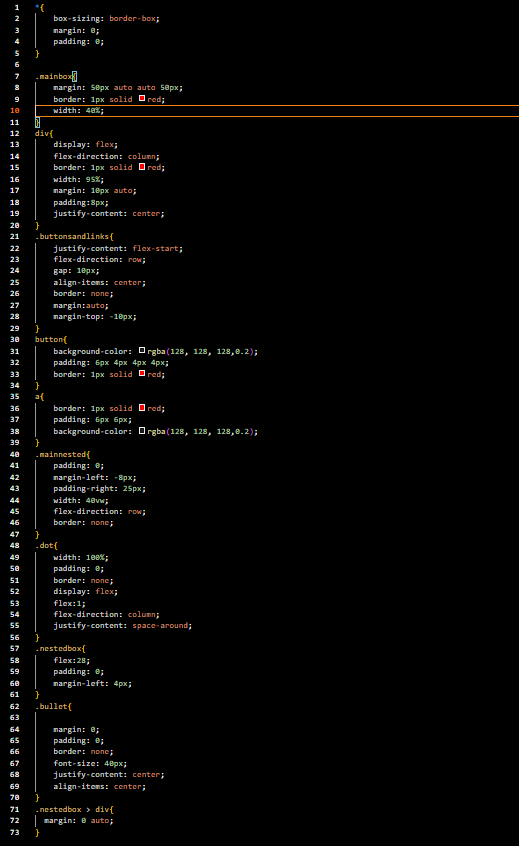 1 *{
2 box-sizing: border-box;
3 margin: 0;
4 padding: 0;
5 }
6
7 .mainbox{
8 margin: 50px auto auto 50px;
9 border: 1px solid red;
10 width: 40%;
11 }
12 div{
13 display: flex;
14 flex-direction: column;
15 border: 1px solid red;
16 width: 95%;
17 margin: 10px auto;
18 padding:8px;
19 justify-content: center;
20 }
21 .buttonsandlinks{
22 justify-content: flex-start;
23 flex-direction: row;
24 gap: 10px;
25 align-items: center;
26 border: none;
27 margin:auto;
28 margin-top: -10px;
29 }
30 button{
31 background-color: rgba(128, 128, 128,0.2);
32 padding: 6px 4px 4px 4px;
33 border: 1px solid red;
34 }
35 a{
36 border: 1px solid red;
37 padding: 6px 6px;
38 background-color: rgba(128, 128, 128,0.2);
39 }
40 .mainnested{
41 padding: 0;
42 margin-left: -8px;
43 padding-right: 25px;
44 width: 40vw;
45 flex-direction: row;
46 border: none;
47 }
48 .dot{
49 width: 100%;
50 padding: 0;
51 border: none;
52 display: flex;
53 flex:1;
54 flex-direction: column;
55 justify-content: space-around;
56 }
57 .nestedbox{
58 flex:28;
59 padding: 0;
60 margin-left: 4px;
61 }
62 .bullet{
63
64 margin: 0;
65 padding: 0;
66 border: none;
67 font-size: 40px;
68 justify-content: center;
69 align-items: center;
70 }
71 .nestedbox > div{
72 margin: 0 auto;
73 }